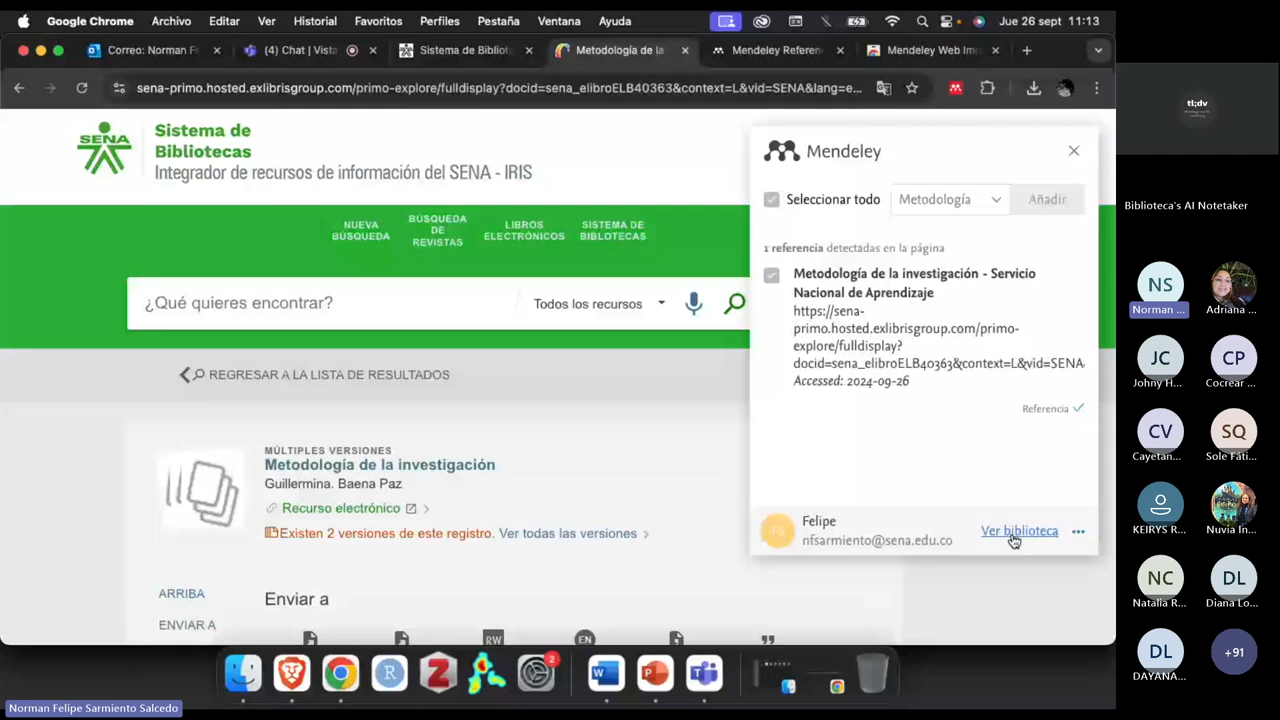 Google Chrome Archivo Editar Ver Historial Favoritos Perfiles Pestaña Ventana Ayuda Jue 26 sept 11:13
Correo: Norman F
(4) Chat | Vista
Sistema de Bibliot
Metodología de la
Mendeley Referen
Mendeley Web Im
sena-primo.hosted.exlibrisgroup.com/primo-explore/fulldisplay?docid=sena_elibroELB40363&context=L&vid=SENA&lang=e...
SENA
Sistema de
Bibliotecas
Integrador de recursos de información del SENA - IRIS
NUEVA
BÚSQUEDA
BÚSQUEDA
DE
REVISTAS
LIBROS
ELECTRÓNICOS
SISTEMA DE
BIBLOTECAS
¿Qué quieres encontrar?
Todos los recursos
REGRESAR A LA LISTA DE RESULTADOS
MÚLTIPLES VERSIONES
Metodología de la investigación
Guillermina. Baena Paz
Recurso electrónico
Existen 2 versiones de este registro. Ver todas las versiones
ARRIBA
ENVIAR A
Enviar a
RW
EN
Mendeley
Seleccionar todo
Metodología
Añadir
1 referencia detectadas en la página
Metodología de la investigación - Servicio
Nacional de Aprendizaje
https://sena-
primo.hosted.exlibrisgroup.com/primo-
explore/fulldisplay?
docid=sena_elibroELB40363&context=L&vid=SENA
Accessed: 2024-09-26
Referencia
FS
Felipe
nfsarmiento@sena.edu.co
Ver biblioteca
R
Z
2
W
P
T
tl;dv
Biblioteca's AI Notetaker
NS
Norman ...
Adriana ...
JC
Johny H...
CP
Cocrear ...
CV
Cayetan...
SQ
Sole Fáti...
KEIRYS R...
Nuvia In...
NC
Natalia R...
DL
Diana Lo...
DL
DAYANA...
+91
Norman Felipe Sarmiento Salcedo